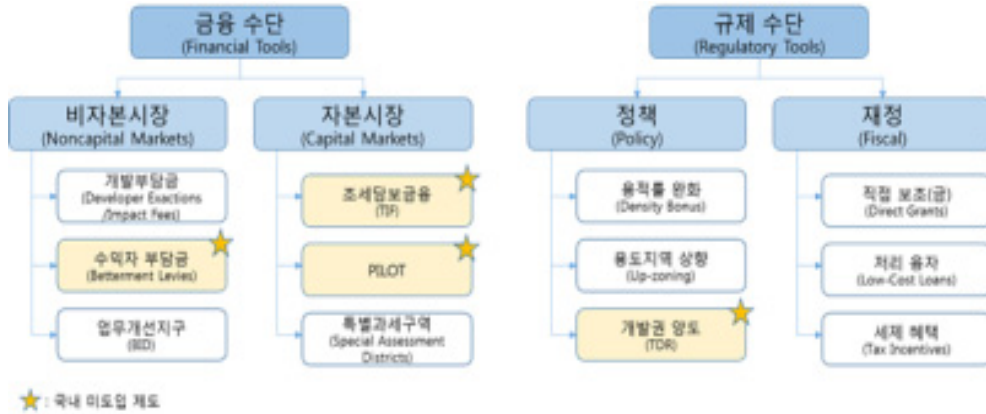 금융 수단
(Financial Tools)
비자본시장
(Noncapital Markets)
개발부담금
(Developer Exactions
/Impact Fees)
수익자 부담금
(Betterment Levies)
업무개선지구
(BID)
자본시장
(Capital Markets)
조세담보금융
(TIF)
PILOT
특별과세구역
(Special Assessment
Districts)
규제 수단
(Regulatory Tools)
정책
(Policy)
용적률 완화
(Density Bonus)
용도지역 상향
(Up-zoning)
개발권 양도
(TDR)
재정
(Fiscal)
직접 보조(금)
(Direct Grants)
저리 융자
(Low-Cost Loans)
세제 혜택
(Tax Incentives)
: 국내 미도입 제도